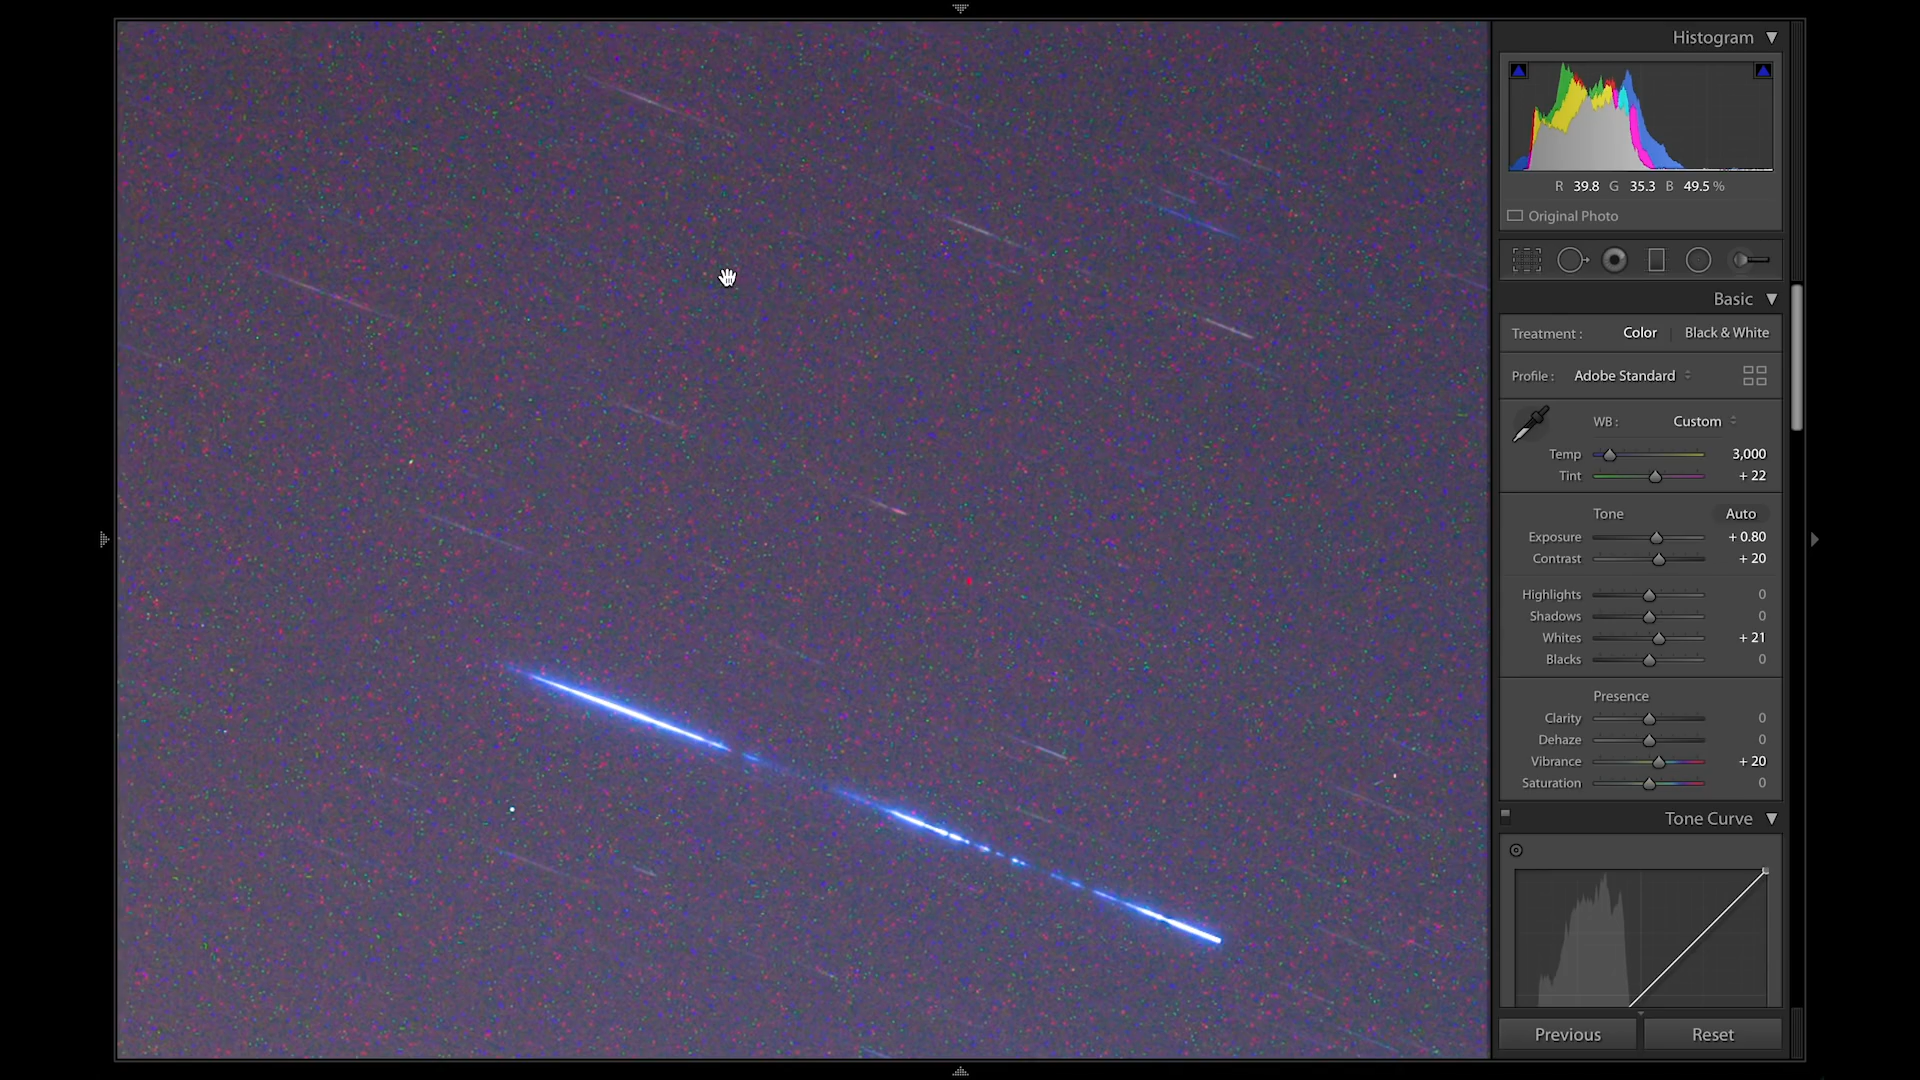 Histogram
R 39.8 G 35.3 B 49.5 %
Original Photo
Basic
Treatment : Color Black & White
Profile : Adobe Standard
WB : Custom
Temp 3,000
Tint + 22
Tone Auto
Exposure + 0.80
Contrast + 20
Highlights 0
Shadows 0
Whites + 21
Blacks 0
Presence
Clarity 0
Dehaze 0
Vibrance + 20
Saturation 0
Tone Curve
Previous Reset